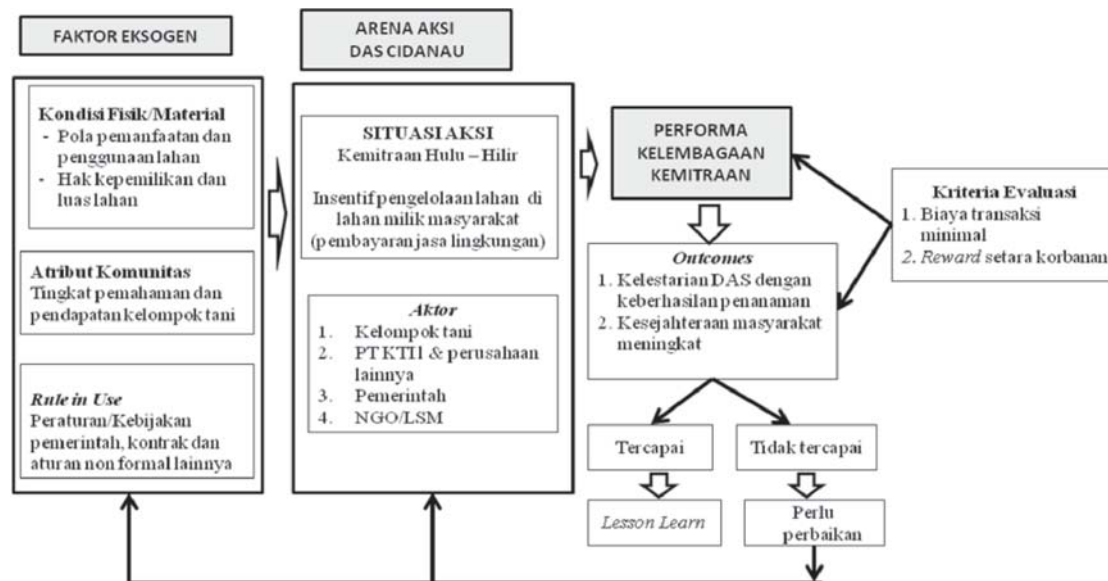 FAKTOR EKSOGEN
Kondisi Fisik/Material
- Pola pemanfaatan dan
penggunaan lahan
- Hak kepemilikan dan
luas lahan
Atribut Komunitas
Tingkat pemahaman dan
pendapatan kelompok tani
Rule in Use
Peraturan/Kebijakan
pemerintah, kontrak dan
aturan non formal lainnya
ARENA AKSI
DAS CIDANAU
SITUASI AKSI
Kemitraan Hulu – Hilir
Insentif pengelolaan lahan di
lahan milik masyarakat
(pembayaran jasa lingkungan)
Aktor
1. Kelompok tani
2. PT KTI1 & perusahaan
lainnya
3. Pemerintah
4. NGO/LSM
PERFORMA
KELEMBAGAAN
KEMITRAAN
Outcomes
1. Kelestarian DAS dengan
keberhasilan penanaman
2. Kesejahteraan masyarakat
meningkat
Tercapai
Tidak tercapai
Lesson Learn
Perlu
perbaikan
Kriteria Evaluasi
1. Biaya transaksi
minimal
2. Reward setara korbanan